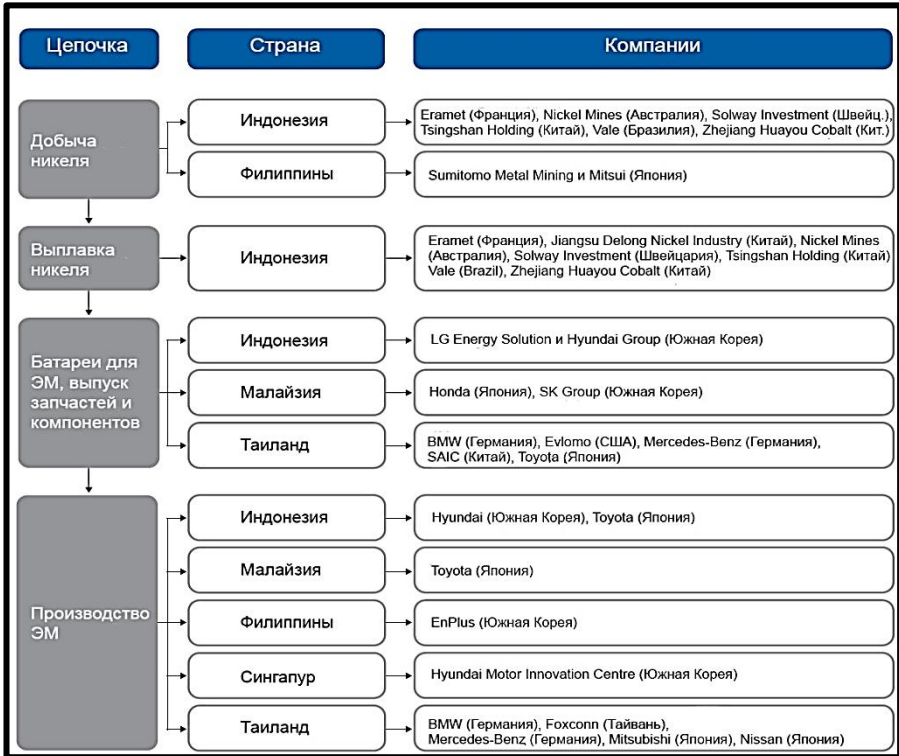 Цепочка
Страна
Компании
Добыча
никеля
Индонезия
Eramet (Франция), Nickel Mines (Австралия), Solway Investment (Швейц.),
Tsingshan Holding (Китай), Vale (Бразилия), Zhejiang Huayou Cobalt (Кит.)
Филиппины
Sumitomo Metal Mining и Mitsui (Япония)
Выплавка
никеля
Индонезия
Eramet (Франция), Jiangsu Delong Nickel Industry (Китай), Nickel Mines
(Австралия), Solway Investment (Швейцария), Tsingshan Holding (Китай)
Vale (Brazil), Zhejiang Huayou Cobalt (Китай)
Батареи для
ЭМ, выпуск
запчастей и
компонентов
Индонезия
LG Energy Solution и Hyundai Group (Южная Корея)
Малайзия
Honda (Япония), SK Group (Южная Корея)
Таиланд
BMW (Германия), Evlomo (США), Mercedes-Benz (Германия),
SAIC (Китай), Toyota (Япония)
Производство
ЭМ
Индонезия
Hyundai (Южная Корея), Toyota (Япония)
Малайзия
Toyota (Япония)
Филиппины
EnPlus (Южная Корея)
Сингапур
Hyundai Motor Innovation Centre (Южная Корея)
Таиланд
BMW (Германия), Foxconn (Тайвань),
Mercedes-Benz (Германия), Mitsubishi (Япония), Nissan (Япония)